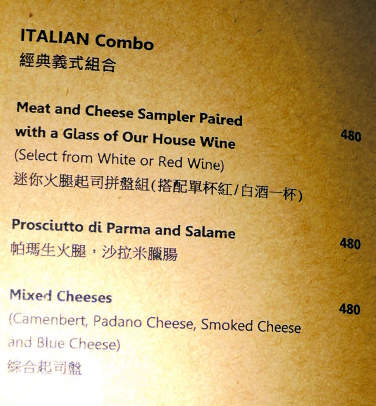 ITALIAN Combo
經典義式組合
Meat and Cheese Sampler Paired
with a Glass of Our House Wine 480
(Select from White or Red Wine)
迷你火腿起司拼盤組(搭配單杯紅/白酒一杯)
Prosciutto di Parma and Salame 480
帕瑪生火腿,沙拉米臘腸
Mixed Cheeses 480
(Camenbert, Padano Cheese, Smoked Cheese
and Blue Cheese)
綜合起司盤